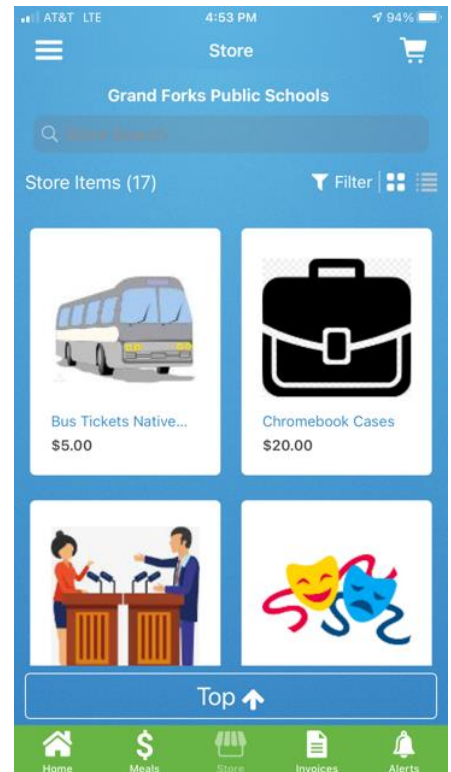 AT&T LTE 4:53 PM 94%
Store
Grand Forks Public Schools
Store Search
Store Items (17) Filter
Bus Tickets Native... Chromebook Cases
$5.00 $20.00
Top
Home Meals Store Invoices Alerts